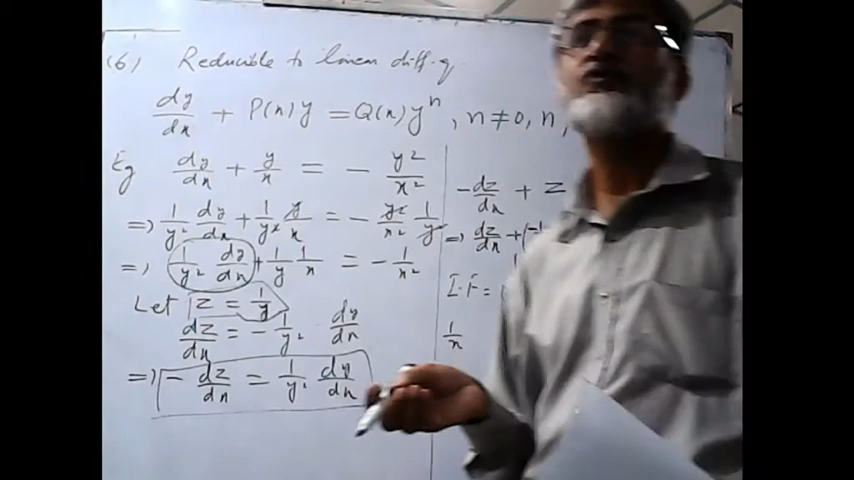 (6) Reducible to linear diff. q
dy/dx + P(x)y = Q(x)y^n , n ≠ 0, n,
Eg dy/dx + y/x = - y²/x²
=> 1/y² dy/dx + 1/y² y/x = - y²/x² 1/y²
=> 1/y² dy/dx + 1/y 1/x = - 1/x²
Let z = 1/y
dz/dx = - 1/y² dy/dx
=> - dz/dx = 1/y² dy/dx
- dz/dx + z
=> dz/dx + (-1
I.F =
1/x